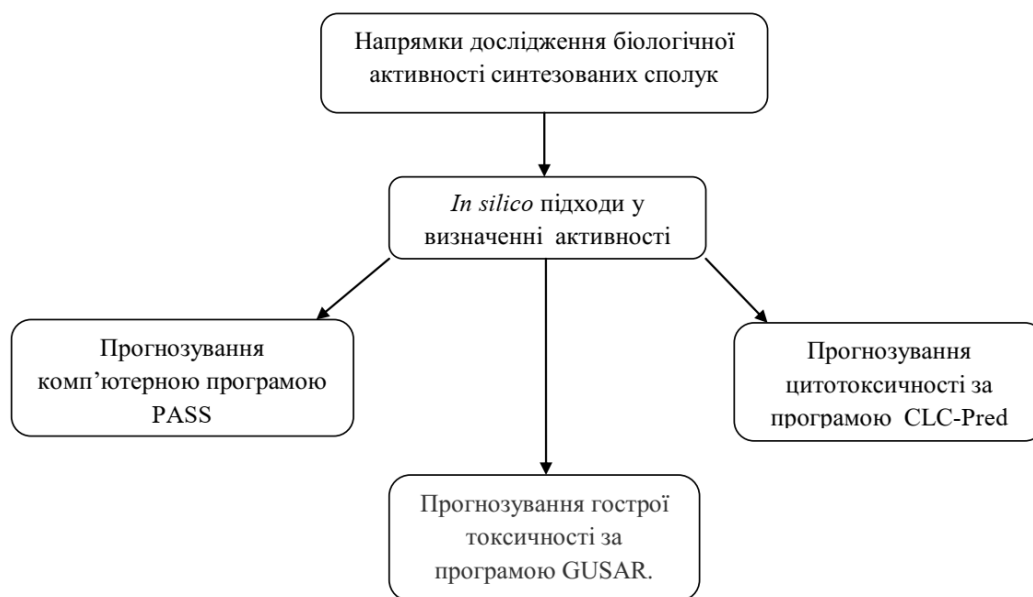 Напрямки дослідження біологічної
активності синтезованих сполук
In silico підходи у
визначенні активності
Прогнозування
комп’ютерною програмою
PASS
Прогнозування гострої
токсичності за
програмою GUSAR.
Прогнозування
цитотоксичності за
програмою CLC-Pred